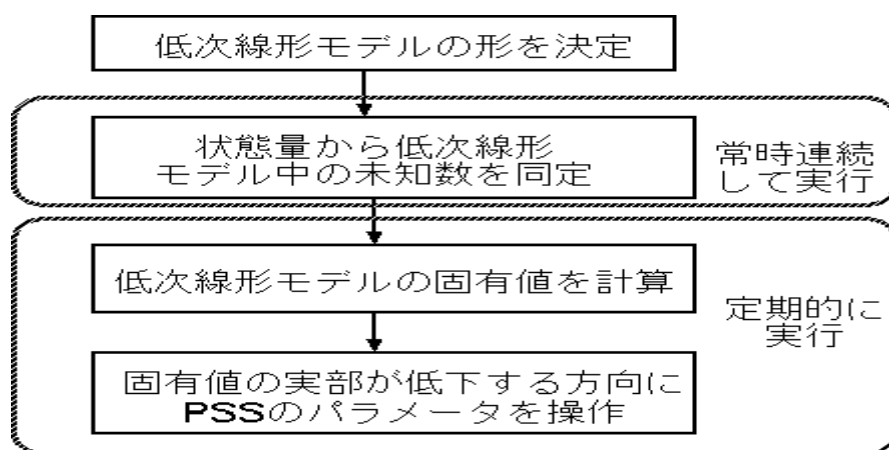 低次線形モデルの形を決定
状態量から低次線形
モデル中の未知数を同定
常時連続
して実行
低次線形モデルの固有値を計算
定期的に
実行
固有値の実部が低下する方向に
PSSのパラメータを操作